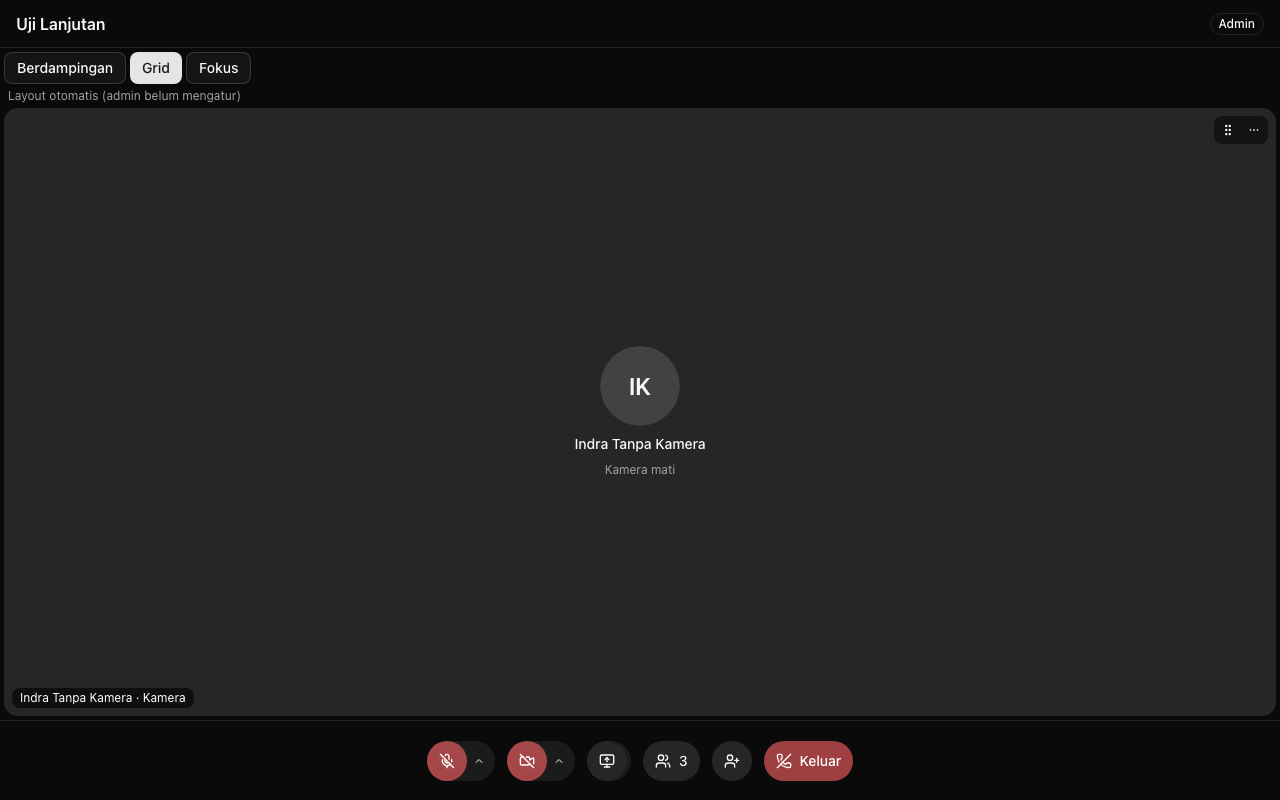 Uji Lanjutan
Admin
Berdampingan
Grid
Fokus
Layout otomatis (admin belum mengatur)
IK
Indra Tanpa Kamera
Kamera mati
Indra Tanpa Kamera · Kamera
3
Keluar